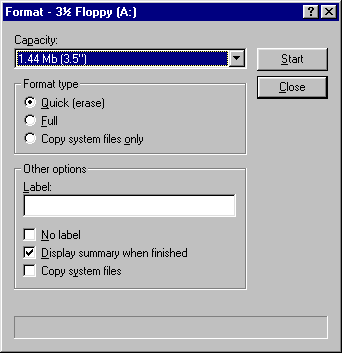 Format - 3½ Floppy (A:)
Capacity:
1.44 Mb (3.5")
Start
Close
Format type
Quick (erase)
Full
Copy system files only
Other options
Label:
No label
Display summary when finished
Copy system files